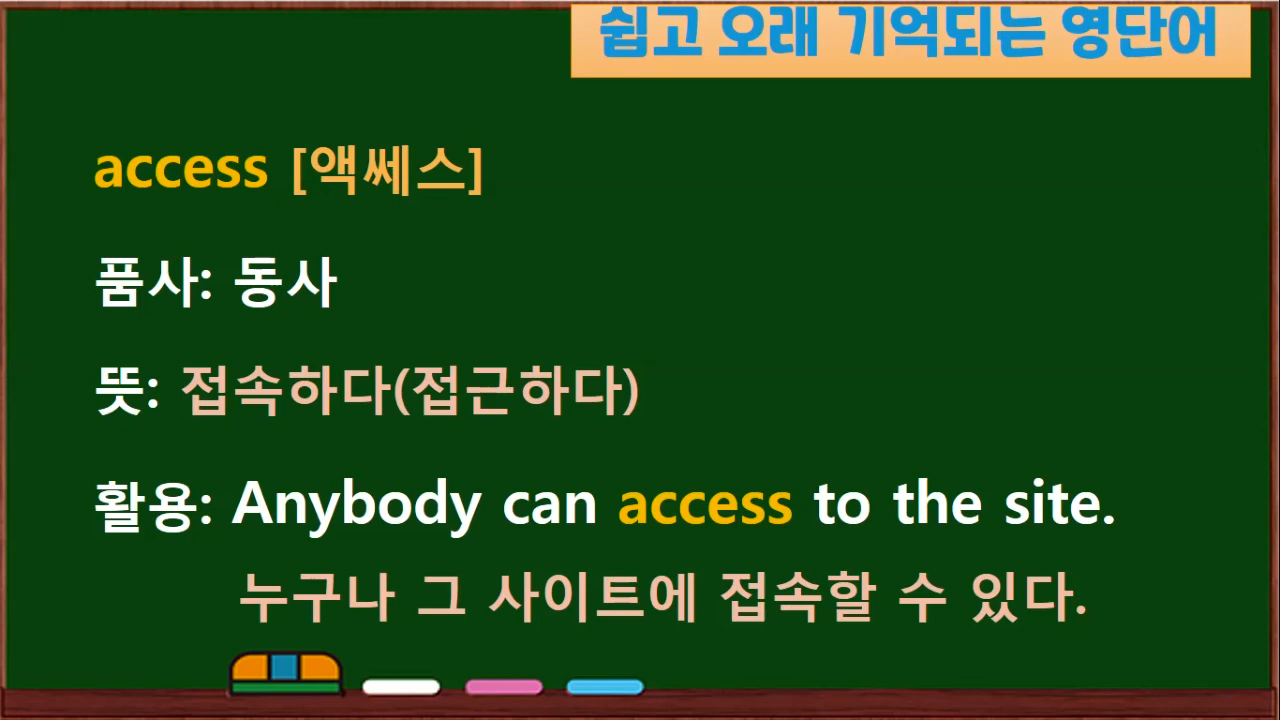 쉽고 오래 기억되는 영단어
access [액쎄스]
품사: 동사
뜻: 접속하다(접근하다)
활용: Anybody can access to the site.
누구나 그 사이트에 접속할 수 있다.